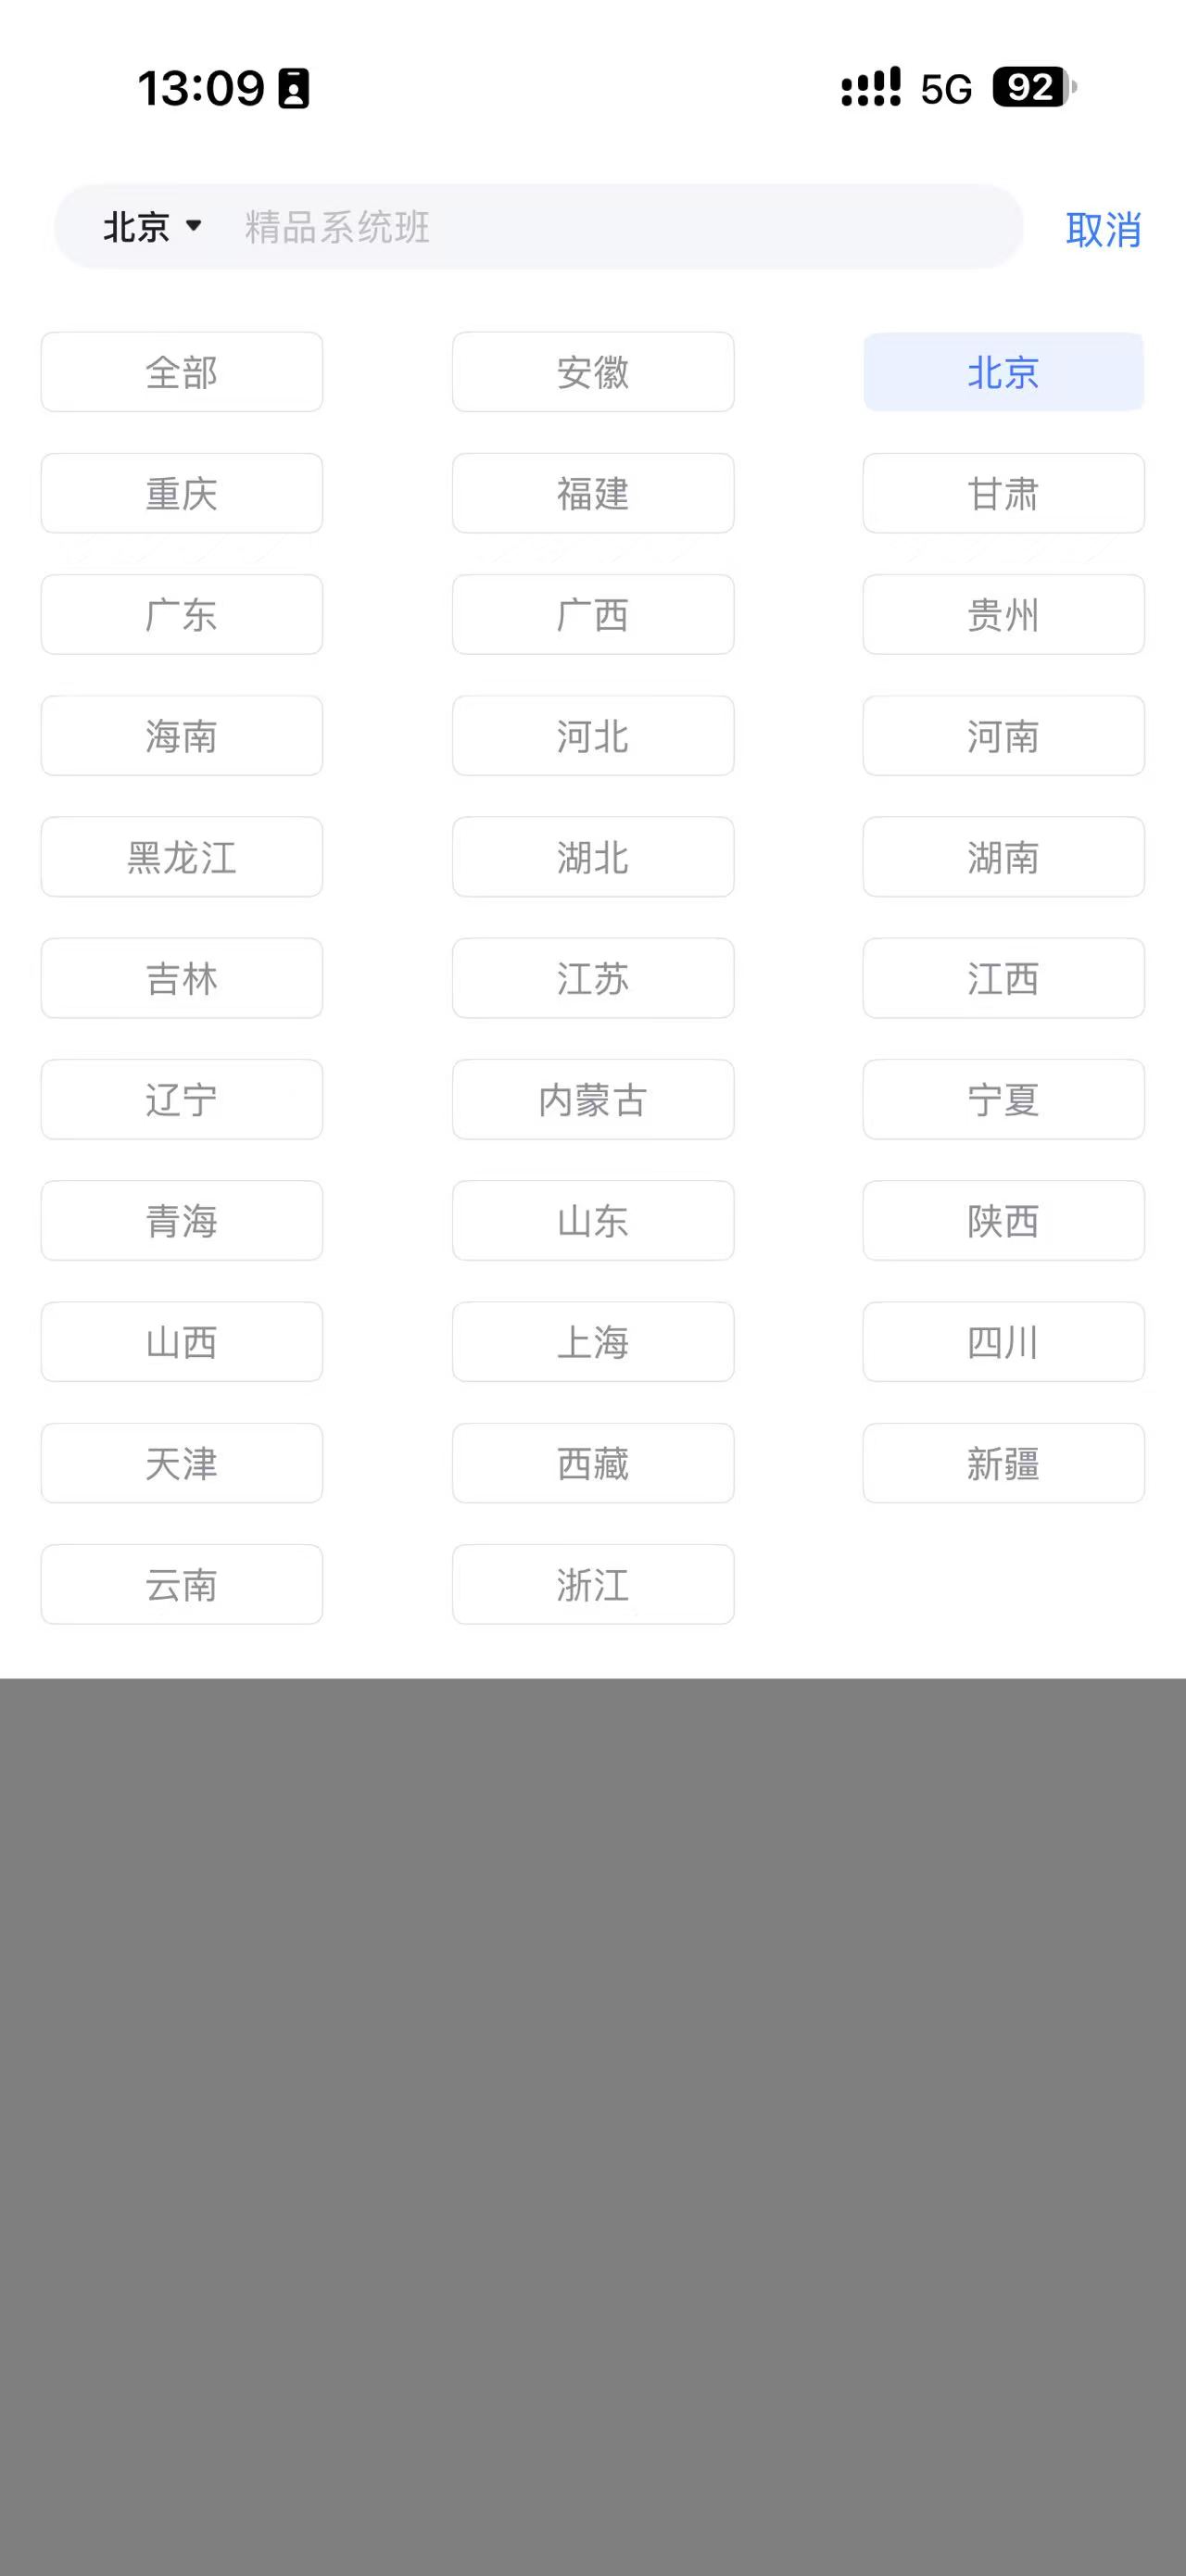 13:09 5G 92
北京 精品系统班 取消
全部 安徽 北京
重庆 福建 甘肃
广东 广西 贵州
海南 河北 河南
黑龙江 湖北 湖南
吉林 江苏 江西
辽宁 内蒙古 宁夏
青海 山东 陕西
山西 上海 四川
天津 西藏 新疆
云南 浙江